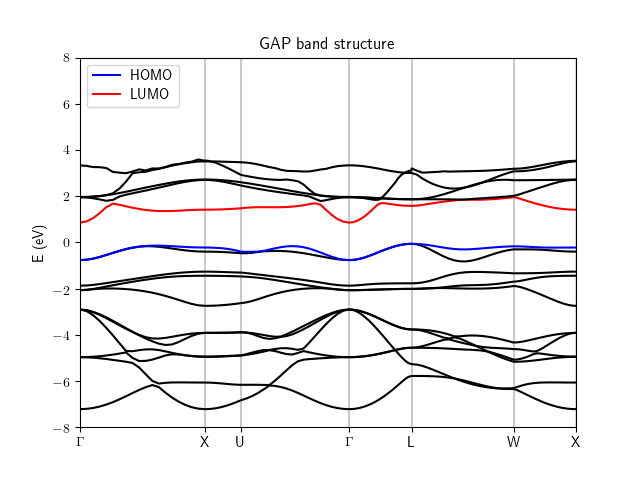 GAP band structure
HOMO
LUMO
E (eV)
8
6
4
2
0
−2
−4
−6
−8
Γ X U Γ L W X